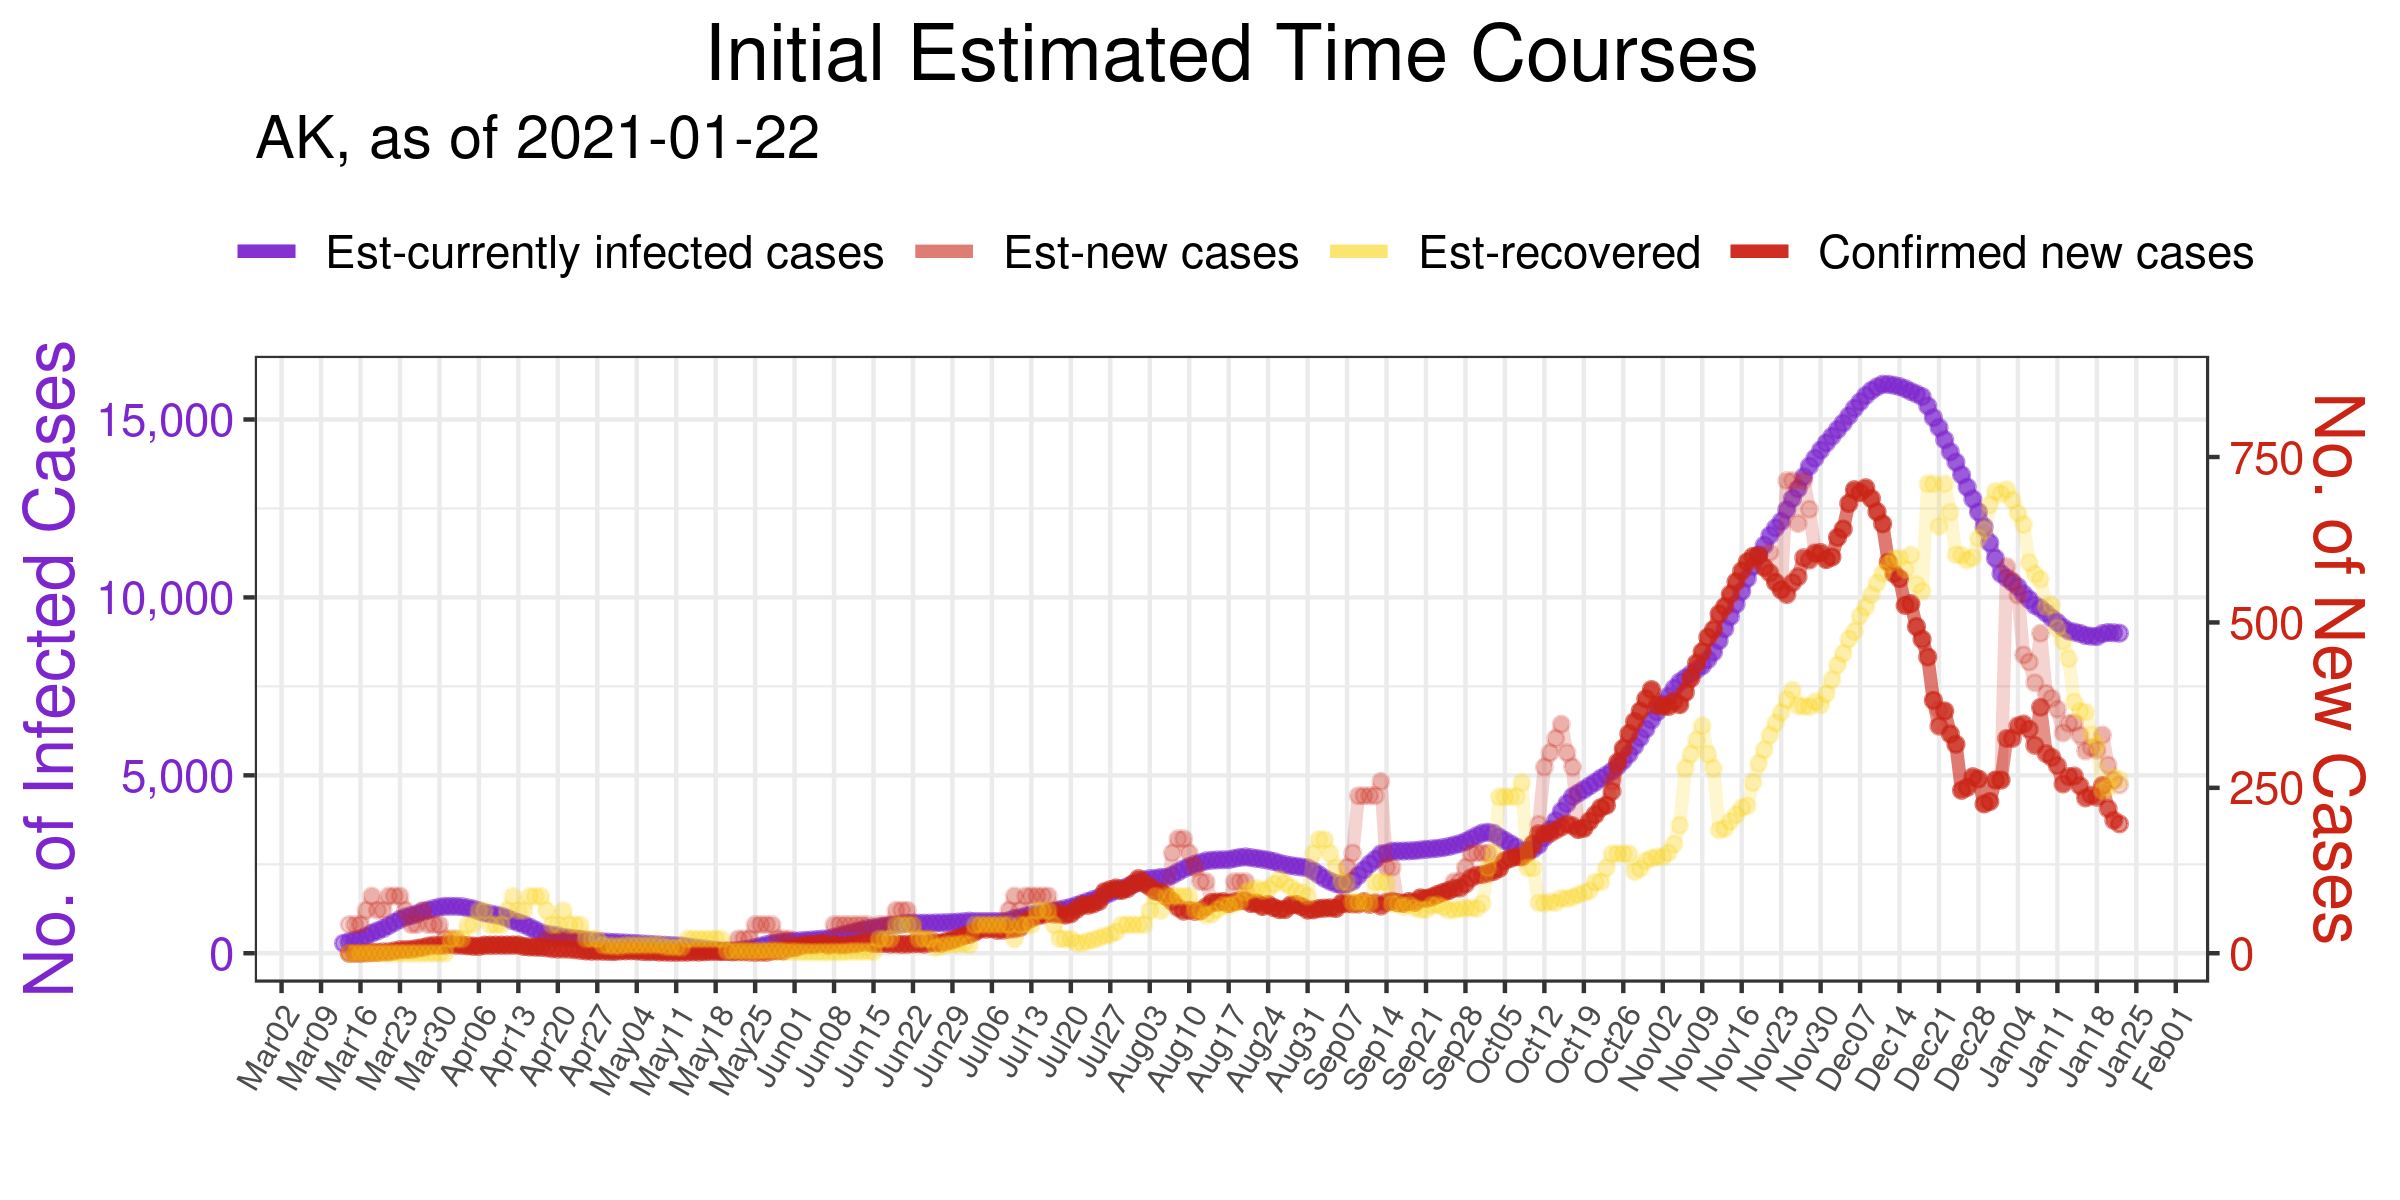 Initial Estimated Time Courses
AK, as of 2021-01-22
Est-currently infected cases Est-new cases Est-recovered Confirmed new cases
No. of Infected Cases
15,000
10,000
5,000
0
750
500
250
0
No. of New Cases
Mar02 Mar09 Mar16 Mar23 Mar30 Apr06 Apr13 Apr20 Apr27 May04 May11 May18 May25 Jun01 Jun08 Jun15 Jun22 Jun29 Jul06 Jul13 Jul20 Jul27 Aug03 Aug10 Aug17 Aug24 Aug31 Sep07 Sep14 Sep21 Sep28 Oct05 Oct12 Oct19 Oct26 Nov02 Nov09 Nov16 Nov23 Nov30 Dec07 Dec14 Dec21 Dec28 Jan04 Jan11 Jan18 Jan25 Feb01